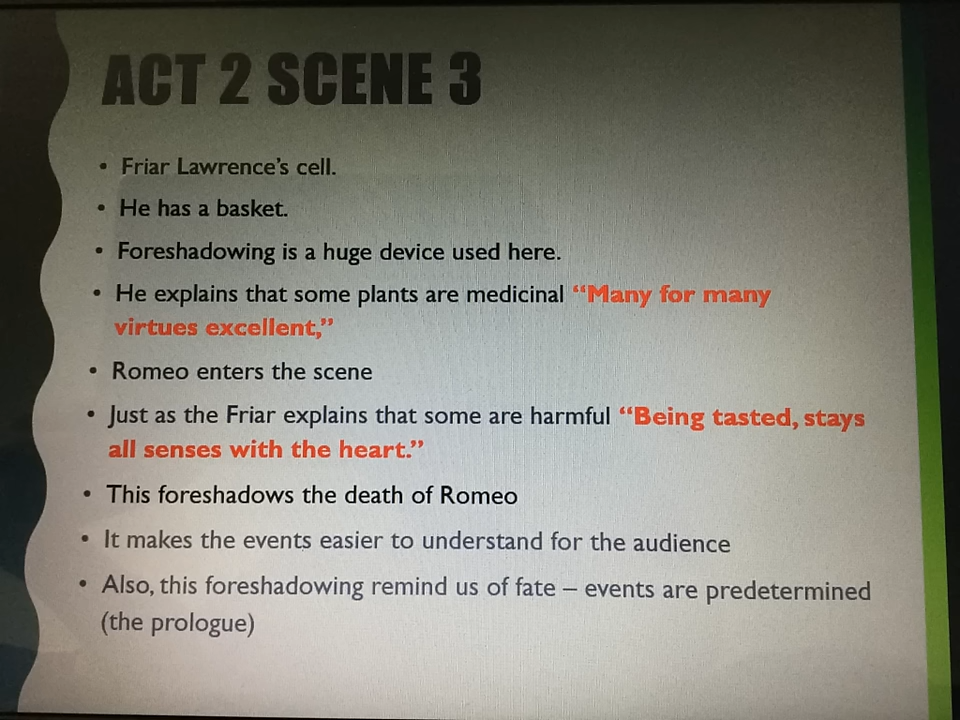 ACT 2 SCENE 3
• Friar Lawrence's cell.
• He has a basket.
• Foreshadowing is a huge device used here.
• He explains that some plants are medicinal “Many for many
virtues excellent,”
• Romeo enters the scene
• Just as the Friar explains that some are harmful “Being tasted, stays
all senses with the heart.”
• This foreshadows the death of Romeo
• It makes the events easier to understand for the audience
• Also, this foreshadowing remind us of fate – events are predetermined
(the prologue)